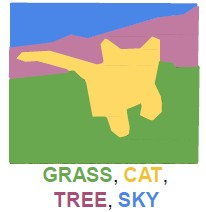 GRASS, CAT,
TREE, SKY